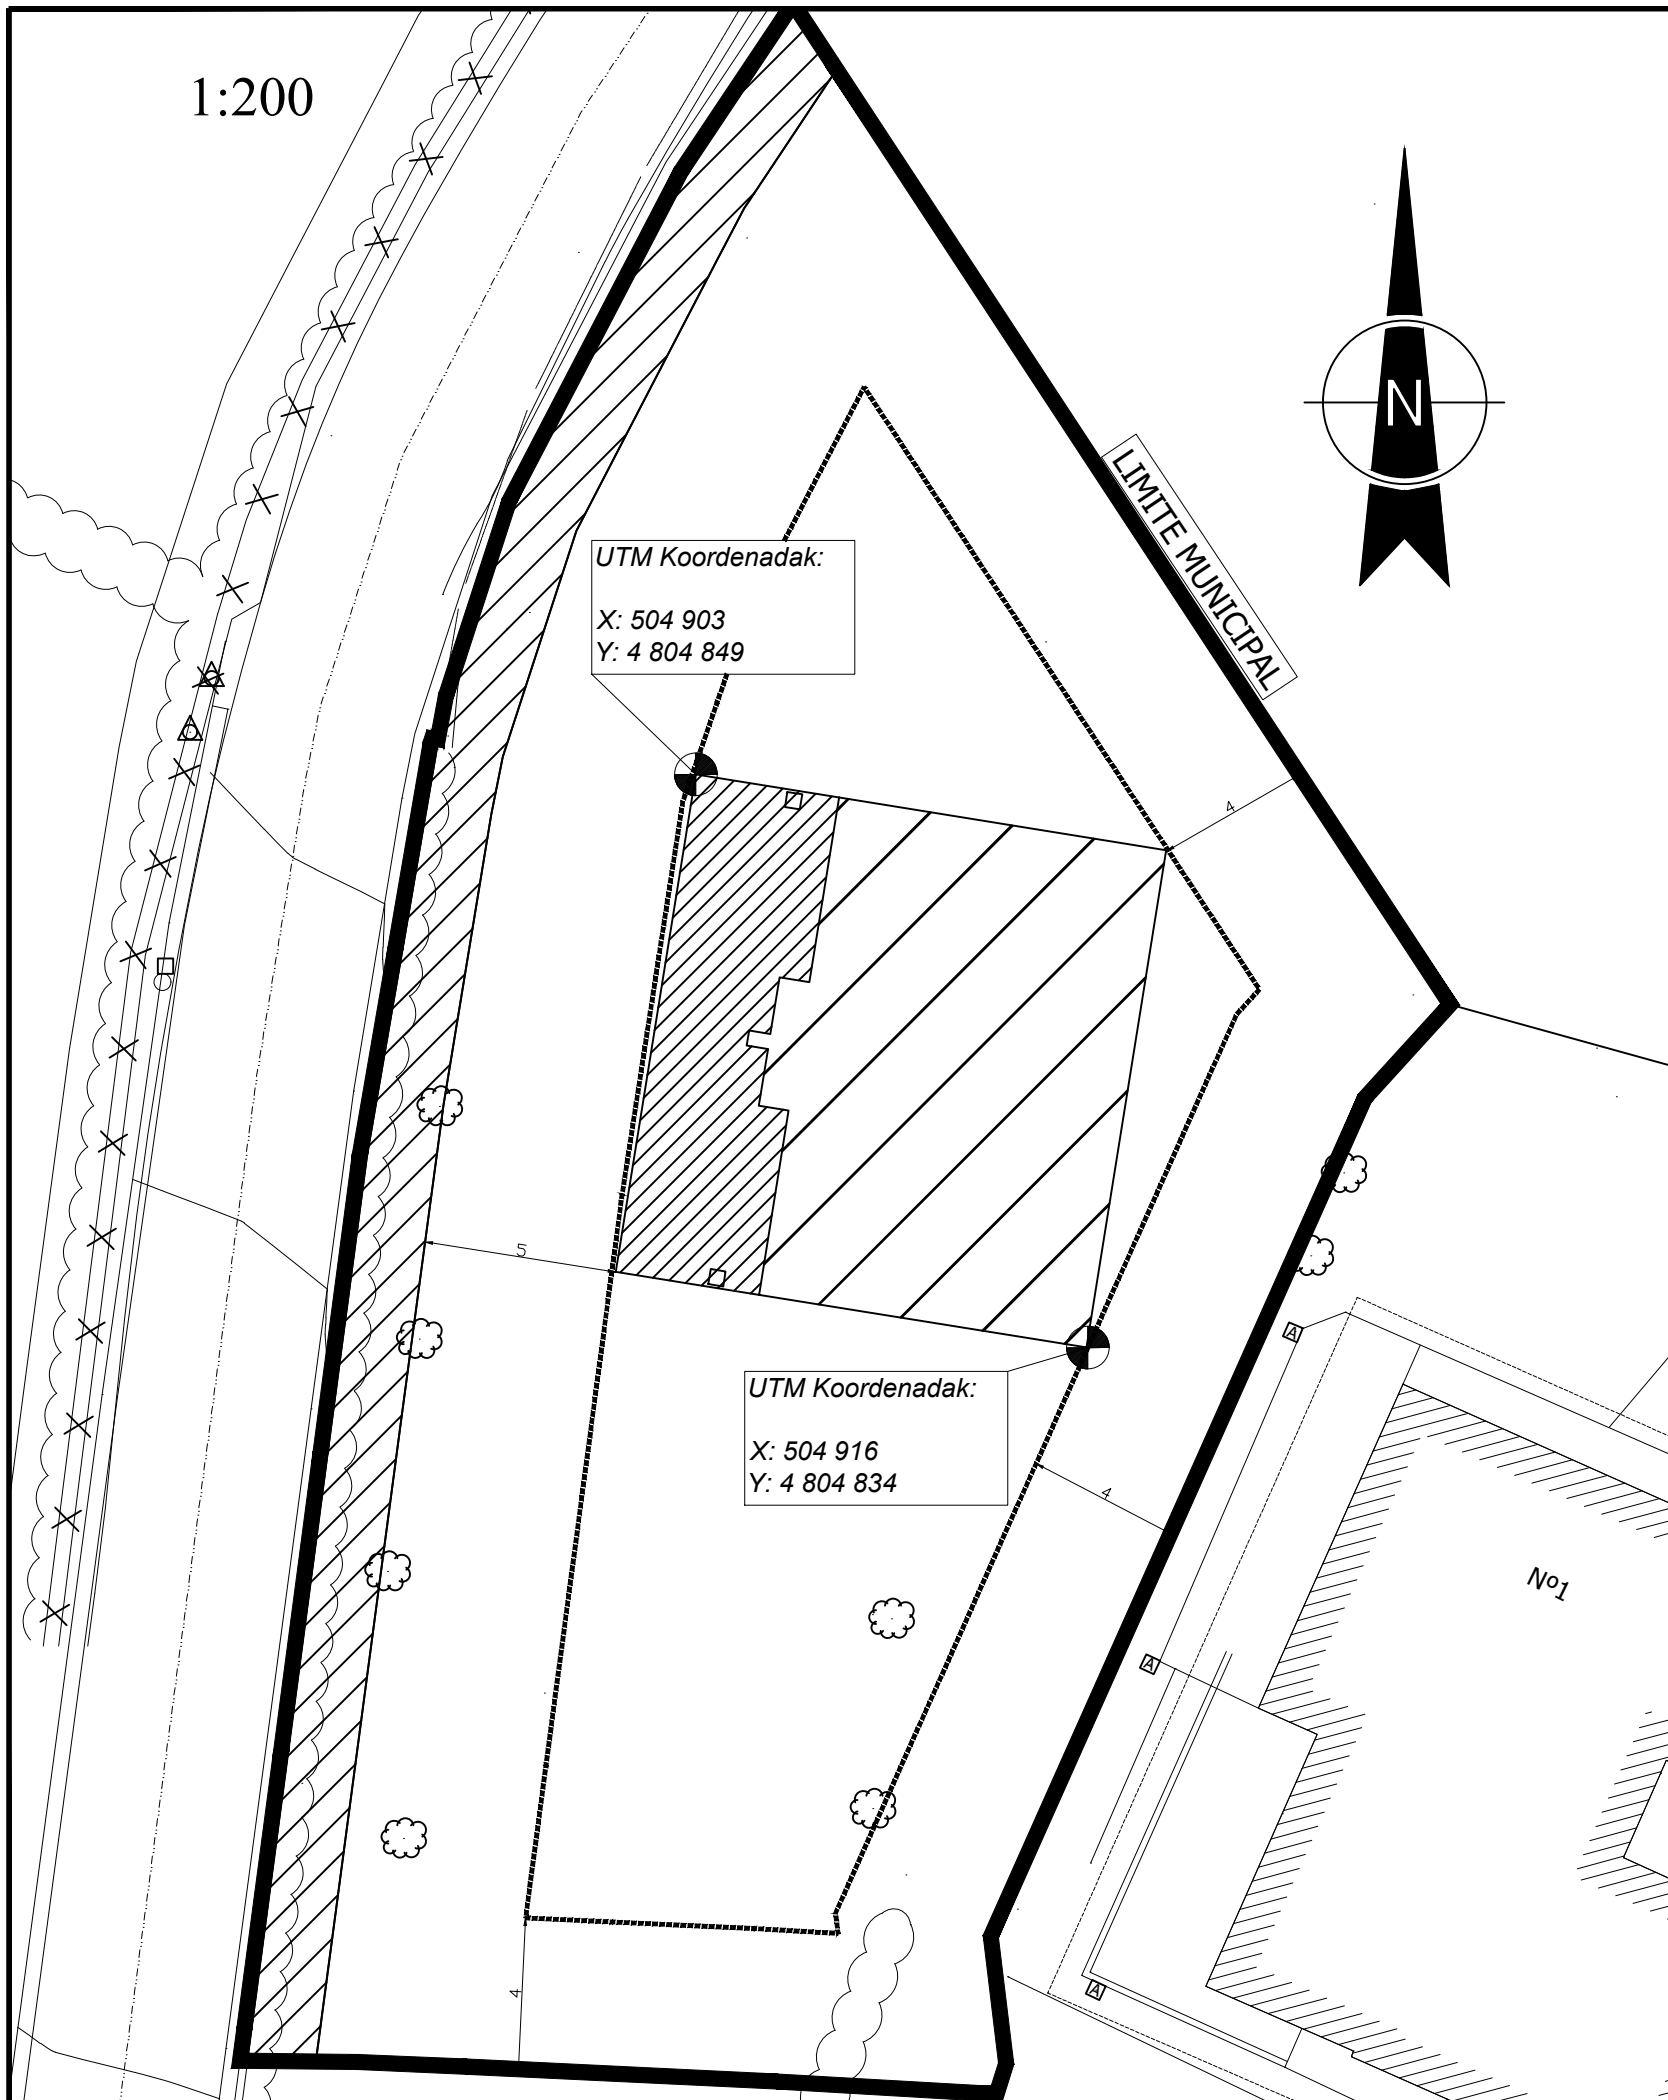 1:200
N
LIMITE MUNICIPAL
UTM Koordenadak:
X: 504 903
Y: 4 804 849
4
5
UTM Koordenadak:
X: 504 916
Y: 4 804 834
A
4
Nº1
A
A
4